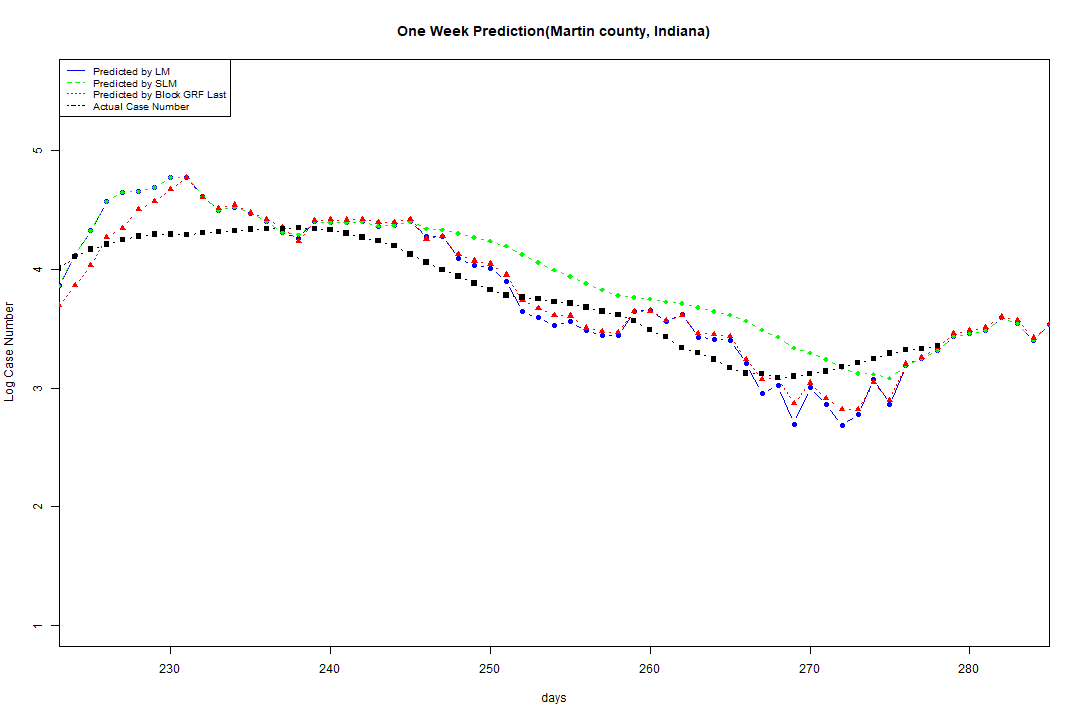 One Week Prediction(Martin county, Indiana)
Predicted by LM
Predicted by SLM
Predicted by Block GRF Last
Actual Case Number
5
4
3
2
1
Log Case Number
230 240 250 260 270 280
days